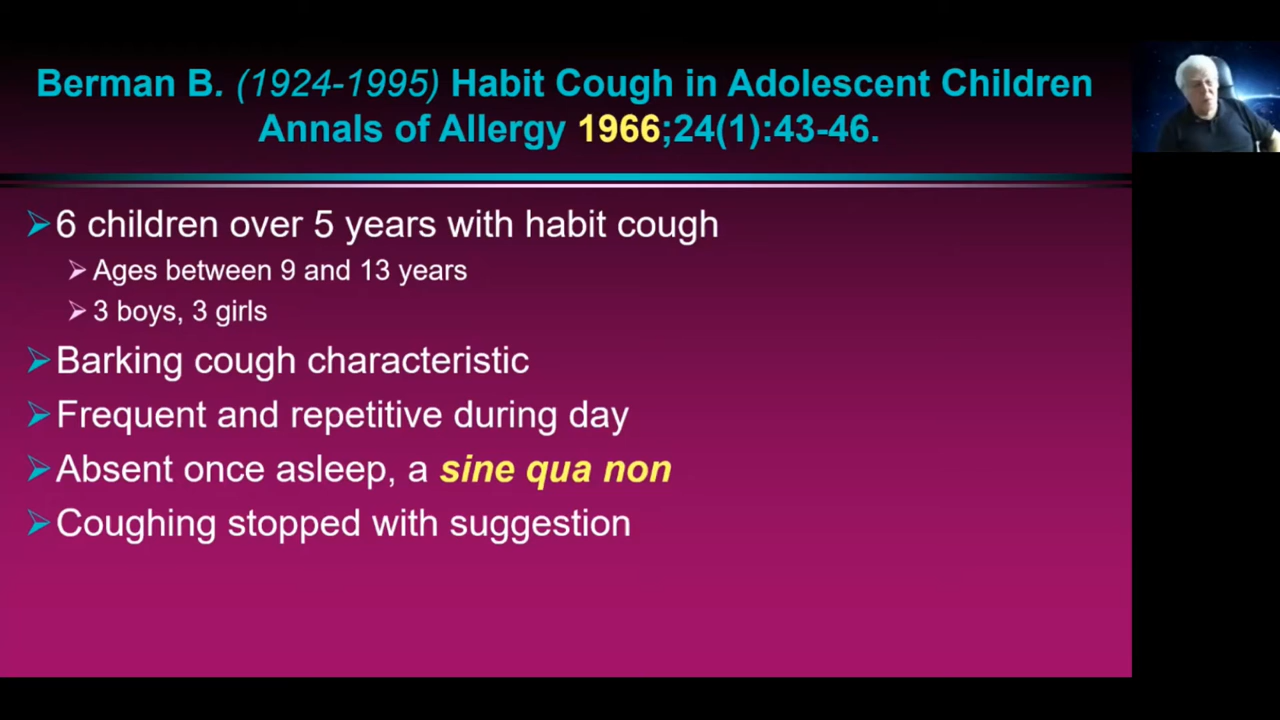 Berman B. (1924-1995) Habit Cough in Adolescent Children
Annals of Allergy 1966;24(1):43-46.
6 children over 5 years with habit cough
Ages between 9 and 13 years
3 boys, 3 girls
Barking cough characteristic
Frequent and repetitive during day
Absent once asleep, a sine qua non
Coughing stopped with suggestion